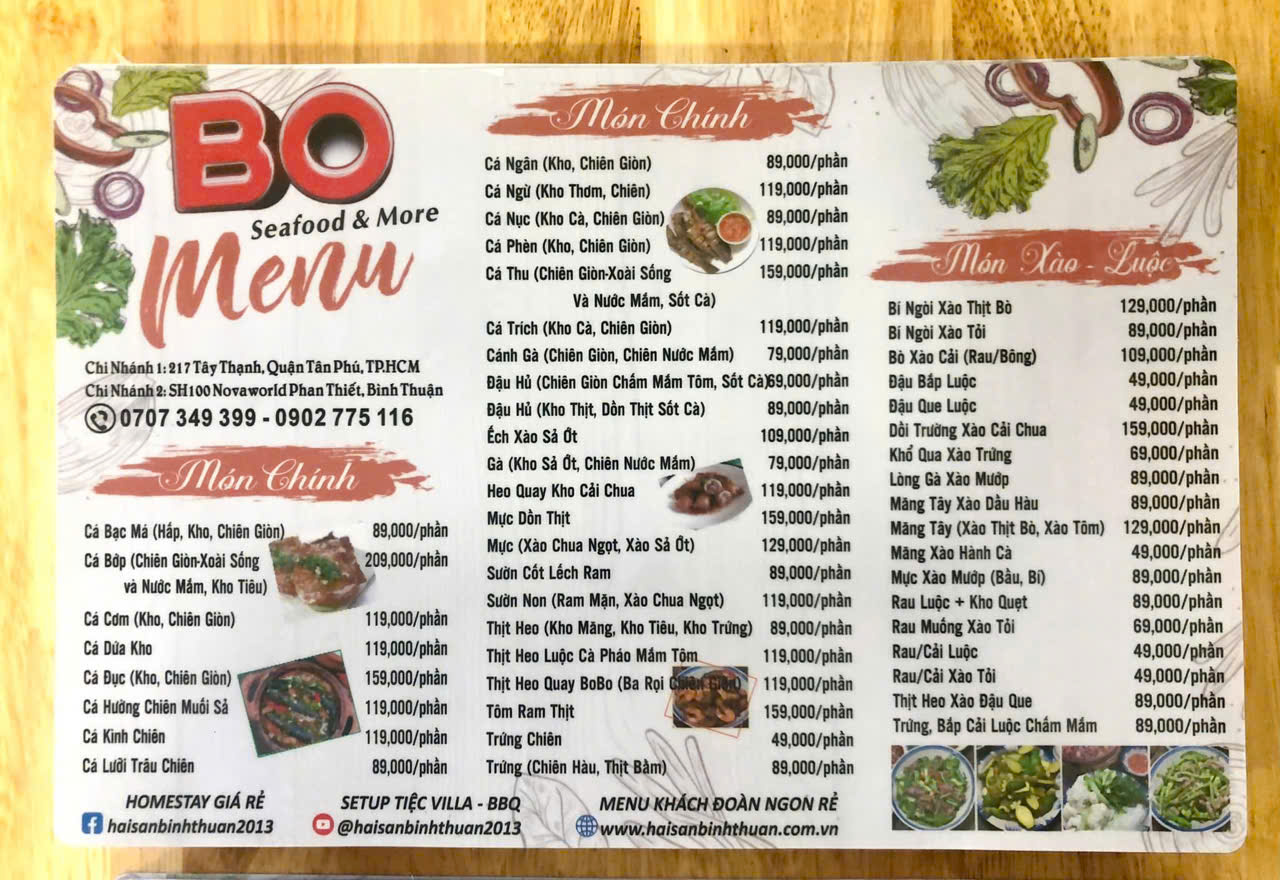 BO
Seafood & More
Menu
Chi Nhánh 1: 217 Tây Thạnh, Quận Tân Phú, TP.HCM
Chi Nhánh 2: SH100 Novaworld Phan Thiết, Bình Thuận
0707 349 399 - 0902 775 116
Món Chính
Cá Bạc Má (Hấp, Kho, Chiên Giòn) 89,000/phần
Cá Bớp (Chiên Giòn-Xoài Sống 209,000/phần
và Nước Mắm, Kho Tiêu)
Cá Cơm (Kho, Chiên Giòn) 119,000/phần
Cá Dứa Kho 119,000/phần
Cá Đục (Kho, Chiên Giòn) 159,000/phần
Cá Hường Chiên Muối Sả 119,000/phần
Cá Kình Chiên 119,000/phần
Cá Lưỡi Trâu Chiên 89,000/phần
Món Chính
Cá Ngân (Kho, Chiên Giòn) 89,000/phần
Cá Ngừ (Kho Thơm, Chiên) 119,000/phần
Cá Nục (Kho Cà, Chiên Giòn) 89,000/phần
Cá Phèn (Kho, Chiên Giòn) 119,000/phần
Cá Thu (Chiên Giòn-Xoài Sống 159,000/phần
Và Nước Mắm, Sốt Cà)
Cá Trích (Kho Cà, Chiên Giòn) 119,000/phần
Cánh Gà (Chiên Giòn, Chiên Nước Mắm) 79,000/phần
Đậu Hủ (Chiên Giòn Chấm Mắm Tôm, Sốt Cà)69,000/phần
Đậu Hủ (Kho Thịt, Dồn Thịt Sốt Cà) 89,000/phần
Ếch Xào Sả Ớt 109,000/phần
Gà (Kho Sả Ớt, Chiên Nước Mắm) 79,000/phần
Heo Quay Kho Cải Chua 119,000/phần
Mực Dồn Thịt 159,000/phần
Mực (Xào Chua Ngọt, Xào Sả Ớt) 129,000/phần
Sườn Cốt Lếch Ram 89,000/phần
Sườn Non (Ram Mặn, Xào Chua Ngọt) 119,000/phần
Thịt Heo (Kho Măng, Kho Tiêu, Kho Trứng) 89,000/phần
Thịt Heo Luộc Cà Pháo Mắm Tôm 119,000/phần
Thịt Heo Quay BoBo (Ba Rọi Chiên Giòn) 119,000/phần
Tôm Ram Thịt 159,000/phần
Trứng Chiên 49,000/phần
Trứng (Chiên Hàu, Thịt Bằm) 89,000/phần
Món Xào - Luộc
Bí Ngòi Xào Thịt Bò 129,000/phần
Bí Ngòi Xào Tỏi 89,000/phần
Bò Xào Cải (Rau/Bông) 109,000/phần
Đậu Bắp Luộc 49,000/phần
Đậu Que Luộc 49,000/phần
Dồi Trường Xào Cải Chua 159,000/phần
Khổ Qua Xào Trứng 69,000/phần
Lòng Gà Xào Mướp 89,000/phần
Măng Tây Xào Dầu Hàu 89,000/phần
Măng Tây (Xào Thịt Bò, Xào Tôm) 129,000/phần
Măng Xào Hành Cà 49,000/phần
Mực Xào Mướp (Bầu, Bí) 89,000/phần
Rau Luộc + Kho Quẹt 89,000/phần
Rau Muống Xào Tỏi 69,000/phần
Rau/Cải Luộc 49,000/phần
Rau/Cải Xào Tỏi 49,000/phần
Thịt Heo Xào Đậu Que 89,000/phần
Trứng, Bắp Cải Luộc Chấm Mắm 89,000/phần
HOMESTAY GIÁ RẺ
haisanbinhthuan2013
SETUP TIỆC VILLA - BBQ
@haisanbinhthuan2013
MENU KHÁCH ĐOÀN NGON RẺ
www.haisanbinhthuan.com.vn